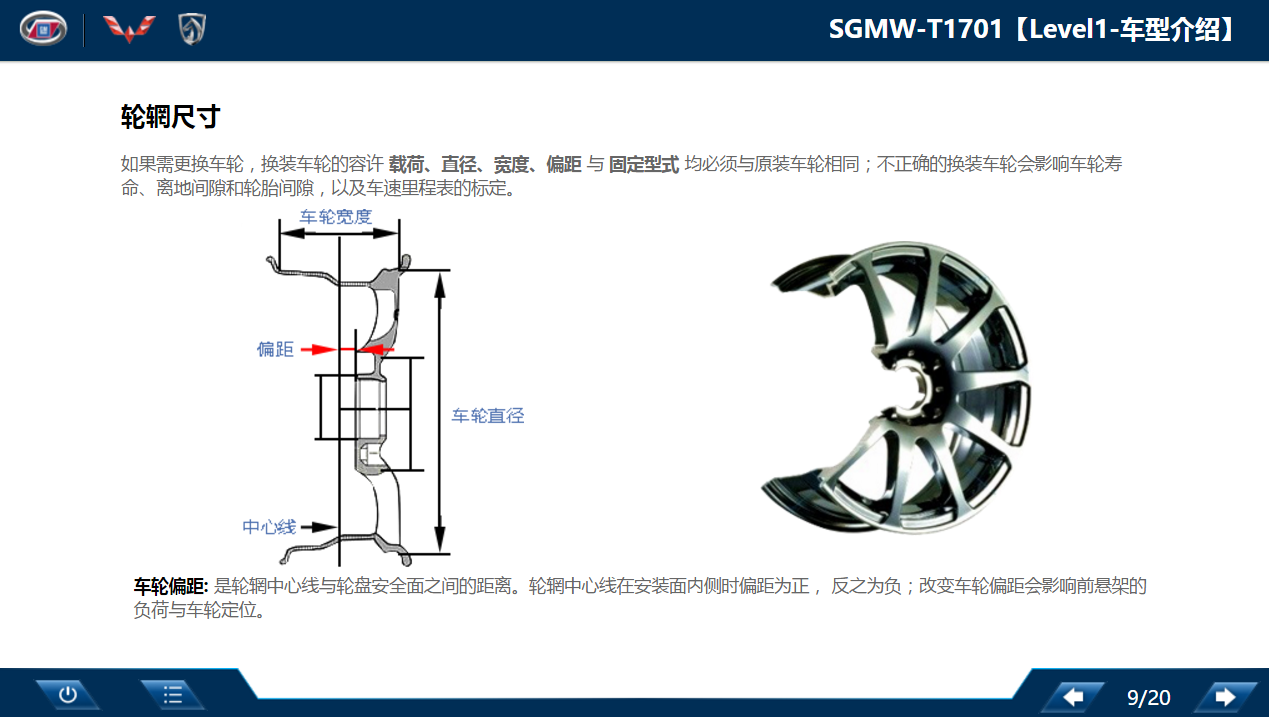 SGMW-T1701【Level1-车型介绍】
轮辋尺寸
如果需更换车轮，换装车轮的容许 载荷、直径、宽度、偏距 与 固定型式 均必须与原装车轮相同；不正确的换装车轮会影响车轮寿
命、离地间隙和轮胎间隙，以及车速里程表的标定。
车轮宽度
偏距
车轮直径
中心线
车轮偏距: 是轮辋中心线与轮盘安全面之间的距离。轮辋中心线在安装面内侧时偏距为正， 反之为负；改变车轮偏距会影响前悬架的
负荷与车轮定位。
9/20